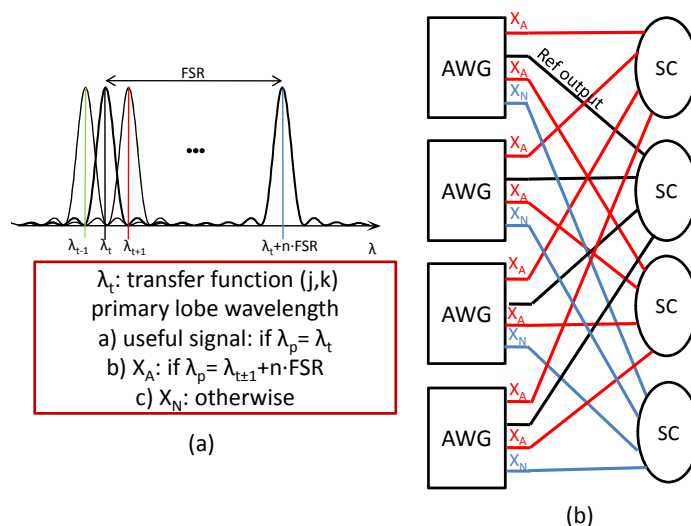 FSR
•••
λt-1
λt
λt+1
λt+n·FSR
λ
λt: transfer function (j,k)
primary lobe wavelength
a) useful signal: if λp= λt
b) XA: if λp= λt±1+n·FSR
c) XN: otherwise
(a)
AWG
XA
Ref output
XA
XN
SC
AWG
XA
XA
XN
SC
AWG
XA
XA
XN
SC
AWG
XA
XA
XN
SC
(b)